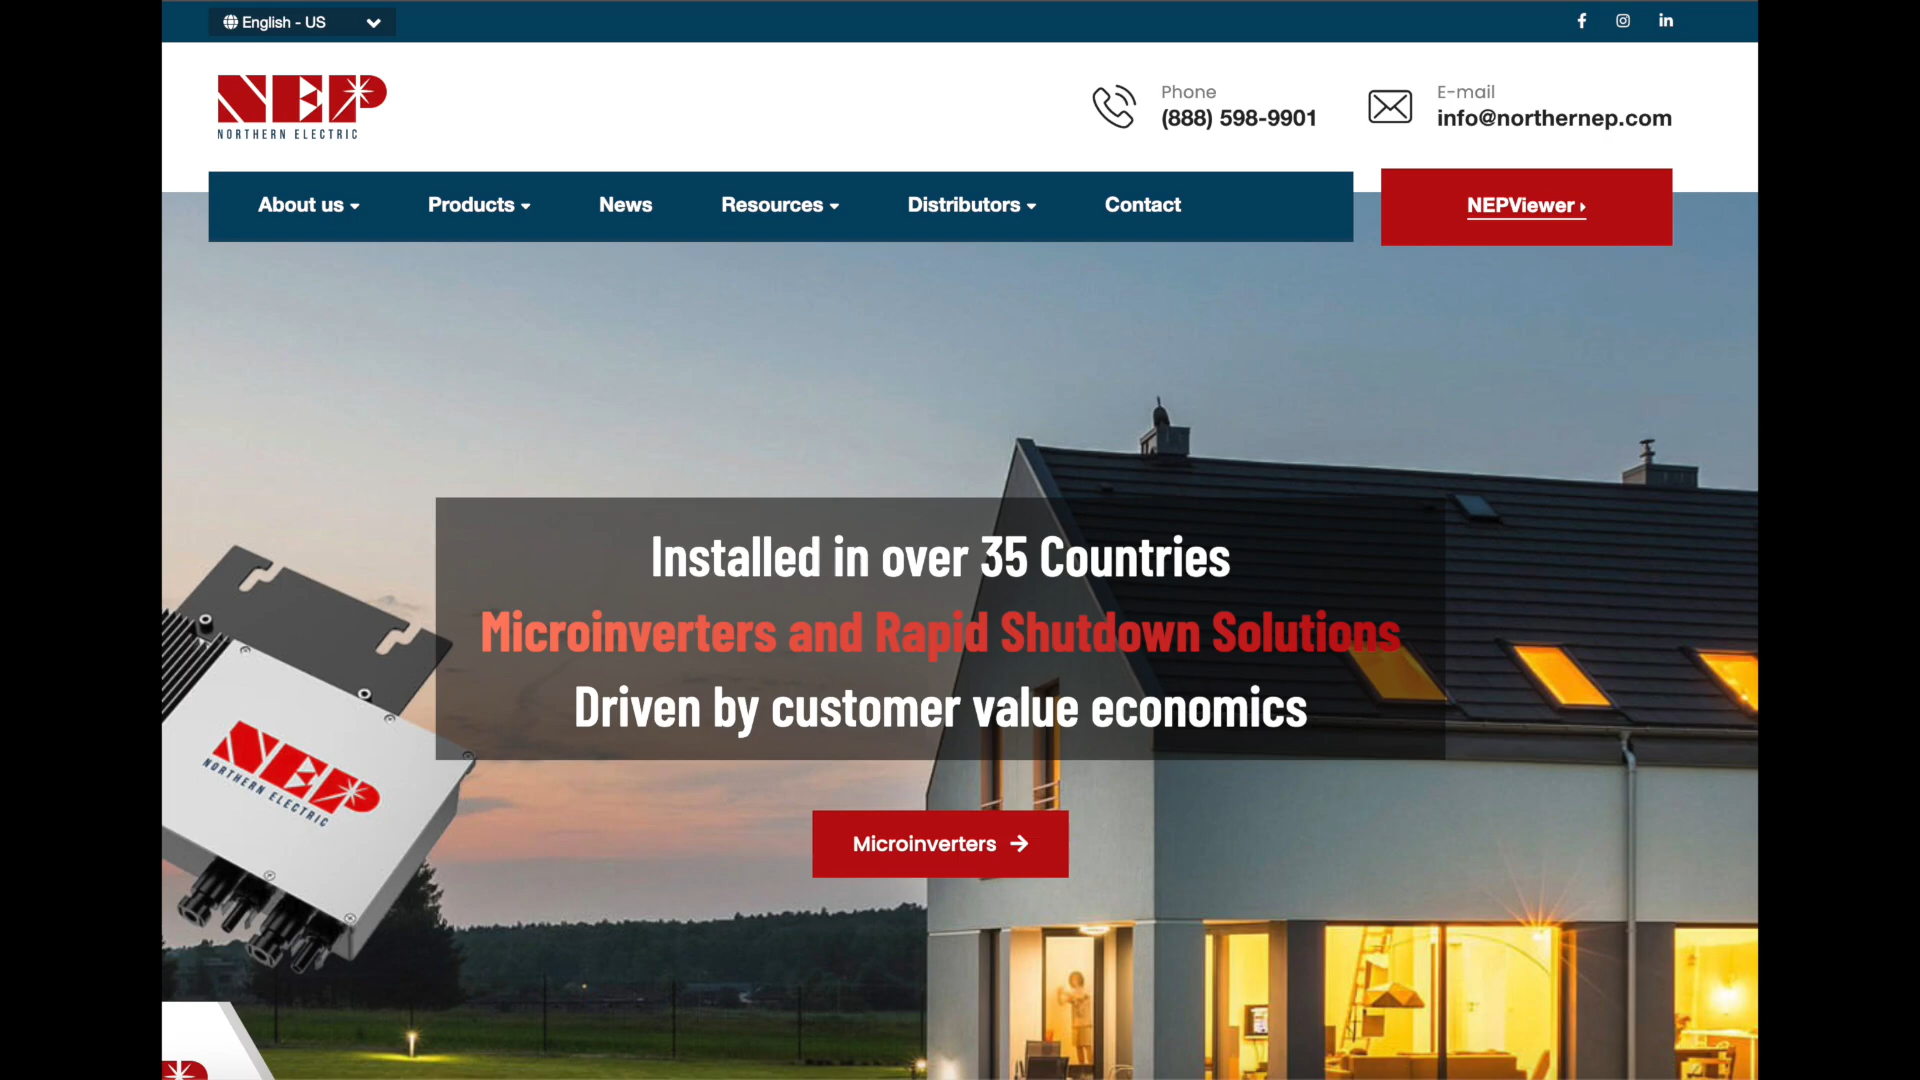 English - US
NEP
NORTHERN ELECTRIC
Phone
(888) 598-9901
E-mail
info@northernep.com
About us
Products
News
Resources
Distributors
Contact
NEPViewer
Installed in over 35 Countries
Microinverters and Rapid Shutdown Solutions
Driven by customer value economics
NEP
NORTHERN ELECTRIC
Microinverters